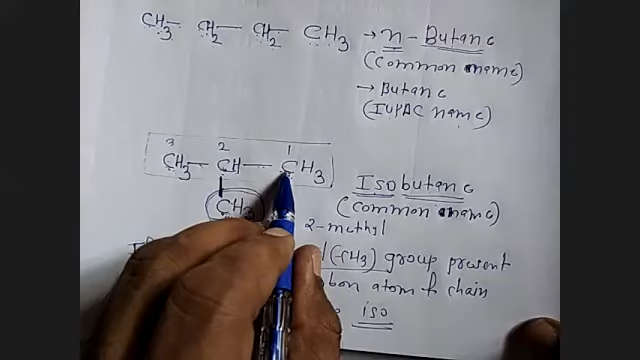 CH3 - CH2 - CH2 - CH3 → n-Butane
(Common name)
→ Butane
(IUPAC name)
3 2 1
CH3 - CH - CH3
CH3
Isobutane
(Common name)
2-methyl
(-CH3) group present
atom of chain
iso